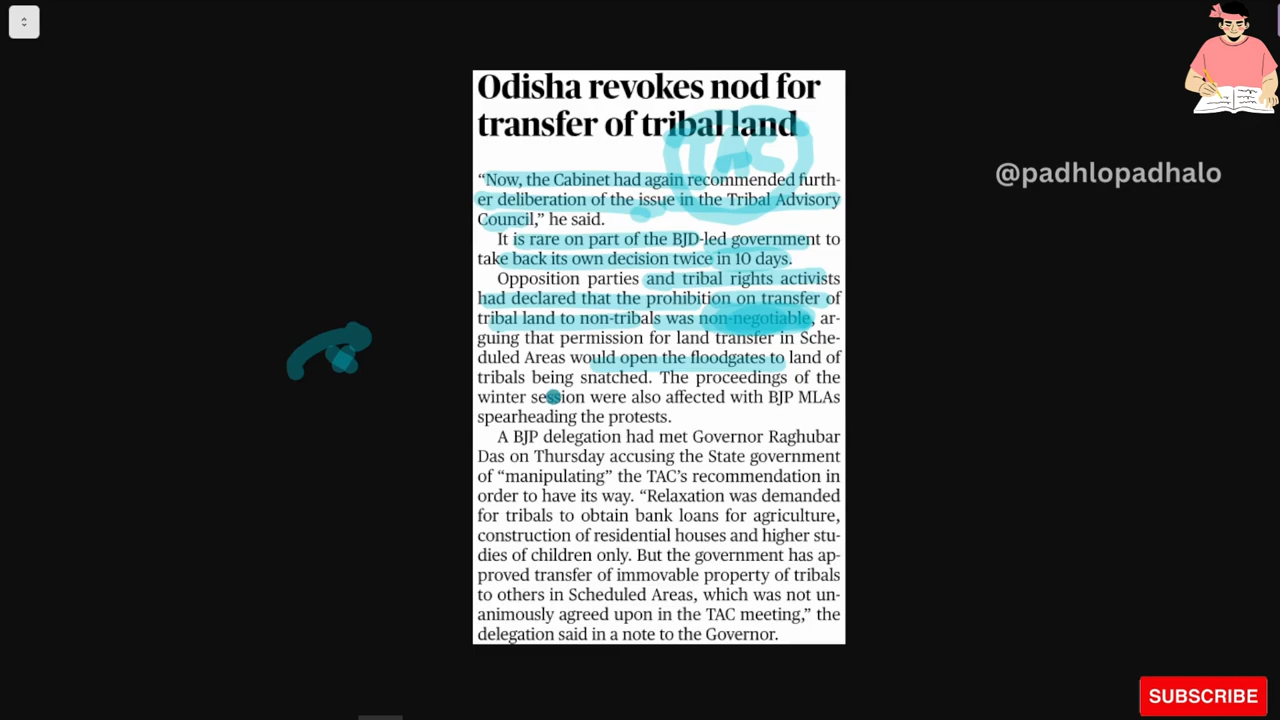 Odisha revokes nod for
transfer of tribal land
TAC
“Now, the Cabinet had again recommended furth-
er deliberation of the issue in the Tribal Advisory
Council,” he said.
It is rare on part of the BJD-led government to
take back its own decision twice in 10 days.
Opposition parties and tribal rights activists
had declared that the prohibition on transfer of
tribal land to non-tribals was non-negotiable, ar-
guing that permission for land transfer in Sche-
duled Areas would open the floodgates to land of
tribals being snatched. The proceedings of the
winter session were also affected with BJP MLAs
spearheading the protests.
A BJP delegation had met Governor Raghubar
Das on Thursday accusing the State government
of “manipulating” the TAC’s recommendation in
order to have its way. “Relaxation was demanded
for tribals to obtain bank loans for agriculture,
construction of residential houses and higher stu-
dies of children only. But the government has ap-
proved transfer of immovable property of tribals
to others in Scheduled Areas, which was not un-
animously agreed upon in the TAC meeting,” the
delegation said in a note to the Governor.
@padhlopadhalo
SUBSCRIBE